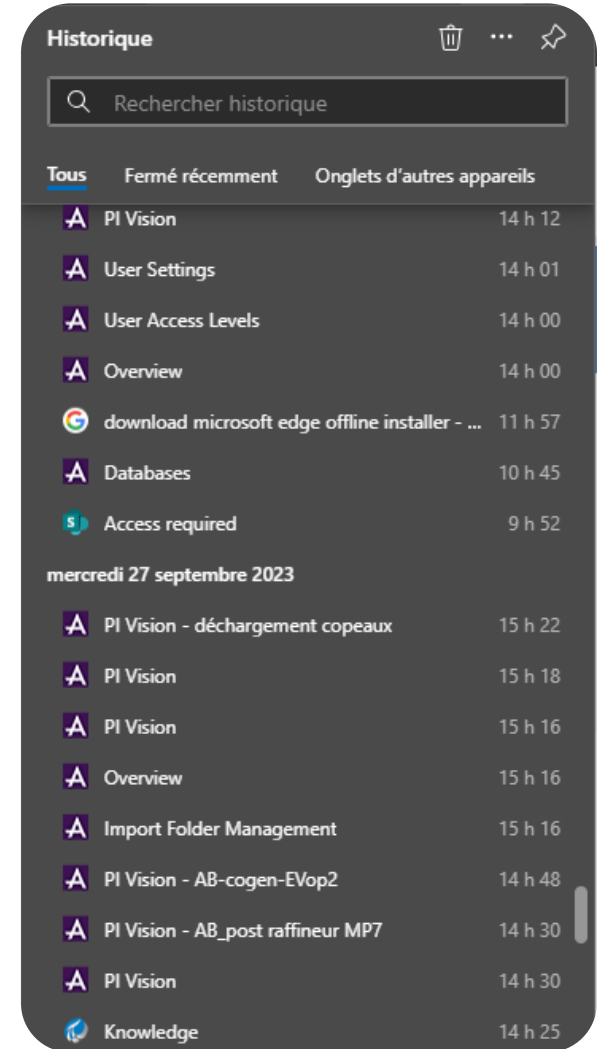 Historique
Rechercher historique
Tous Fermé récemment Onglets d'autres appareils
PI Vision 14 h 12
User Settings 14 h 01
User Access Levels 14 h 00
Overview 14 h 00
download microsoft edge offline installer - ... 11 h 57
Databases 10 h 45
Access required 9 h 52
mercredi 27 septembre 2023
PI Vision - déchargement copeaux 15 h 22
PI Vision 15 h 18
PI Vision 15 h 16
Overview 15 h 16
Import Folder Management 15 h 16
PI Vision - AB-cogen-EVop2 14 h 48
PI Vision - AB_post raffineur MP7 14 h 30
PI Vision 14 h 30
Knowledge 14 h 25